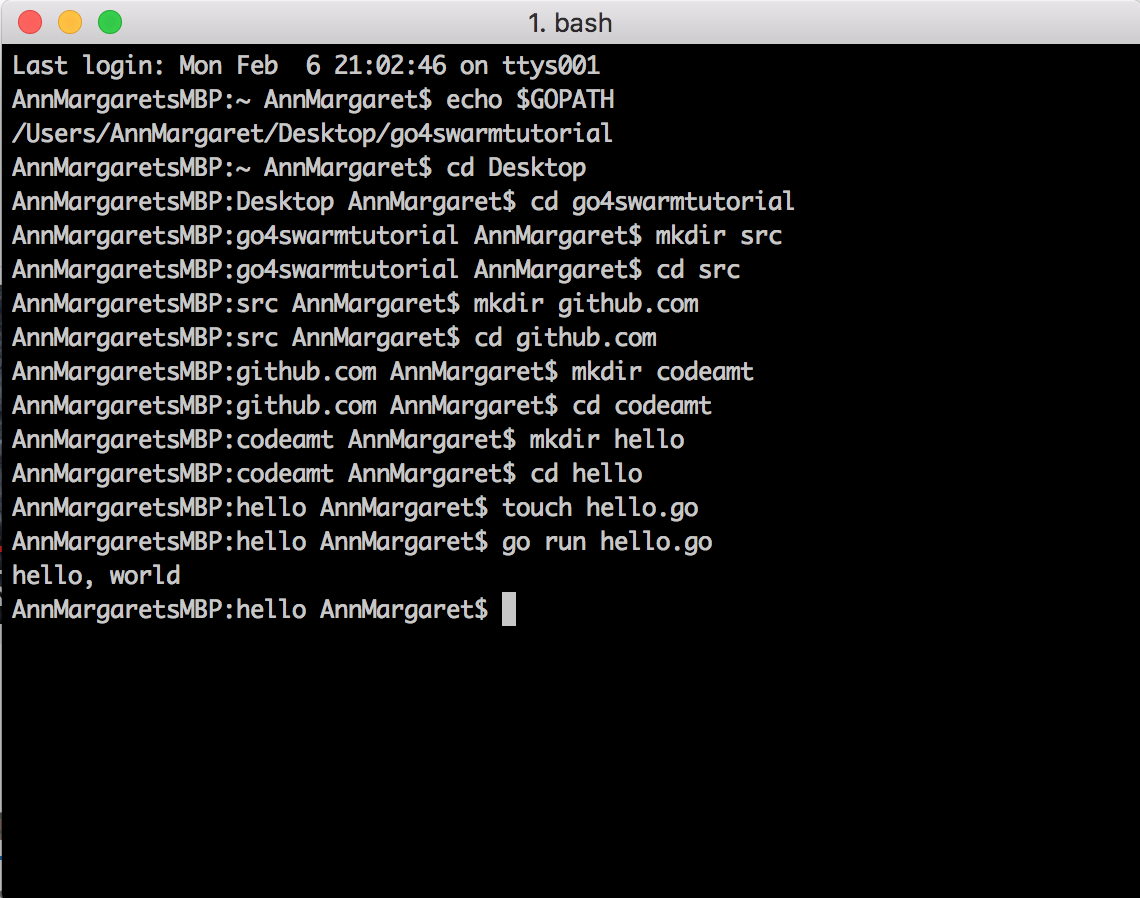 1. bash
Last login: Mon Feb  6 21:02:46 on ttys001
AnnMargaretsMBP:~ AnnMargaret$ echo $GOPATH
/Users/AnnMargaret/Desktop/go4swarmtutorial
AnnMargaretsMBP:~ AnnMargaret$ cd Desktop
AnnMargaretsMBP:Desktop AnnMargaret$ cd go4swarmtutorial
AnnMargaretsMBP:go4swarmtutorial AnnMargaret$ mkdir src
AnnMargaretsMBP:go4swarmtutorial AnnMargaret$ cd src
AnnMargaretsMBP:src AnnMargaret$ mkdir github.com
AnnMargaretsMBP:src AnnMargaret$ cd github.com
AnnMargaretsMBP:github.com AnnMargaret$ mkdir codeamt
AnnMargaretsMBP:github.com AnnMargaret$ cd codeamt
AnnMargaretsMBP:codeamt AnnMargaret$ mkdir hello
AnnMargaretsMBP:codeamt AnnMargaret$ cd hello
AnnMargaretsMBP:hello AnnMargaret$ touch hello.go
AnnMargaretsMBP:hello AnnMargaret$ go run hello.go
hello, world
AnnMargaretsMBP:hello AnnMargaret$